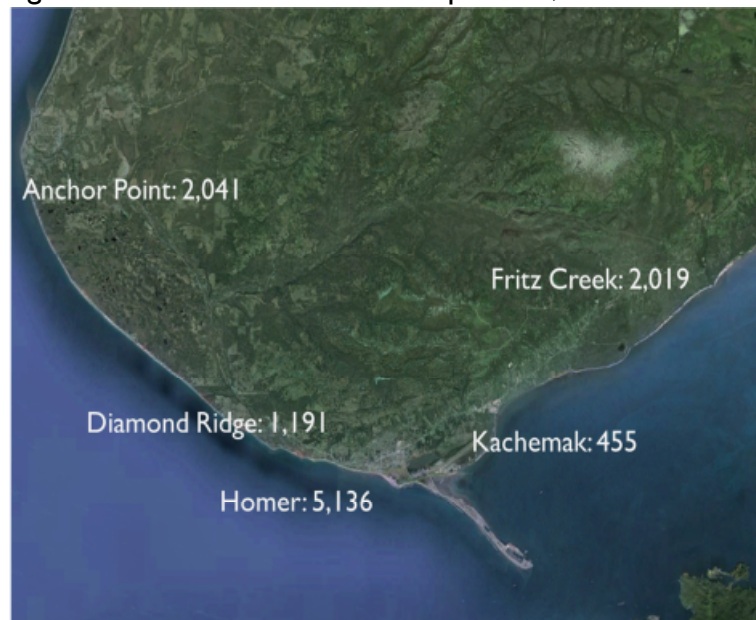 Anchor Point: 2,041
Fritz Creek: 2,019
Diamond Ridge: 1,191
Kachemak: 455
Homer: 5,136